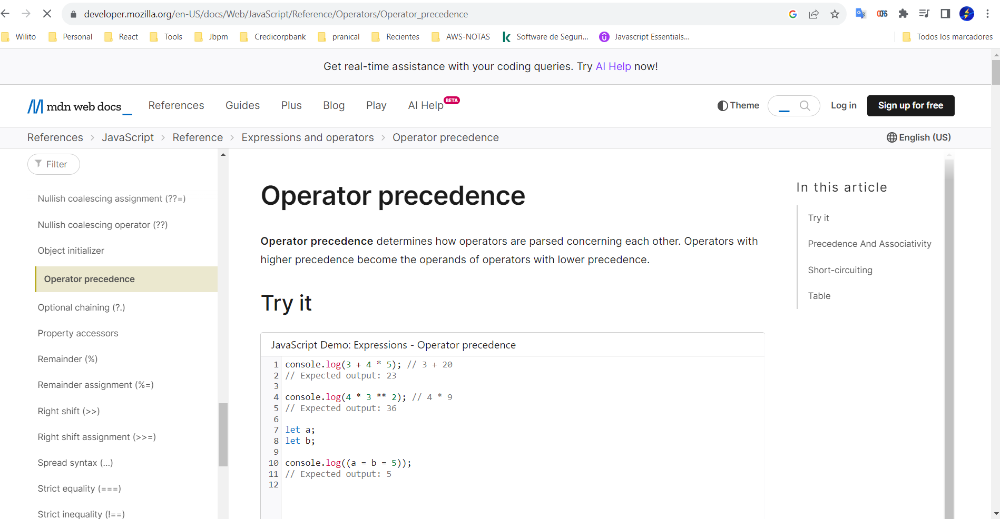 developer.mozilla.org/en-US/docs/Web/JavaScript/Reference/Operators/Operator_precedence
Wilito Personal React Tools Jbpm Credicorpbank pranical Recientes AWS-NOTAS Software de Seguri... Javascript Essentials... Todos los marcadores
Get real-time assistance with your coding queries. Try AI Help now!
mdn web docs_ References Guides Plus Blog Play AI Help BETA Theme Log in Sign up for free
References > JavaScript > Reference > Expressions and operators > Operator precedence English (US)
Filter
Nullish coalescing assignment (??=)
Nullish coalescing operator (??)
Object initializer
Operator precedence
Optional chaining (?.)
Property accessors
Remainder (%)
Remainder assignment (%=)
Right shift (>>)
Right shift assignment (>>=)
Spread syntax (...)
Strict equality (===)
Strict inequality (!==)
Operator precedence
Operator precedence determines how operators are parsed concerning each other. Operators with
higher precedence become the operands of operators with lower precedence.
Try it
JavaScript Demo: Expressions - Operator precedence
1 console.log(3 + 4 * 5); // 3 + 20
2 // Expected output: 23
3
4 console.log(4 * 3 ** 2); // 4 * 9
5 // Expected output: 36
6
7 let a;
8 let b;
9
10 console.log((a = b = 5));
11 // Expected output: 5
12
In this article
Try it
Precedence And Associativity
Short-circuiting
Table